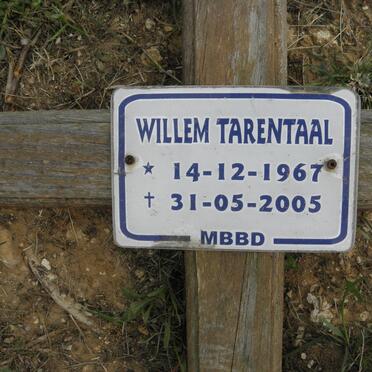 WILLEM TARENTAAL
★ 14-12-1967
✝ 31-05-2005
MBBD